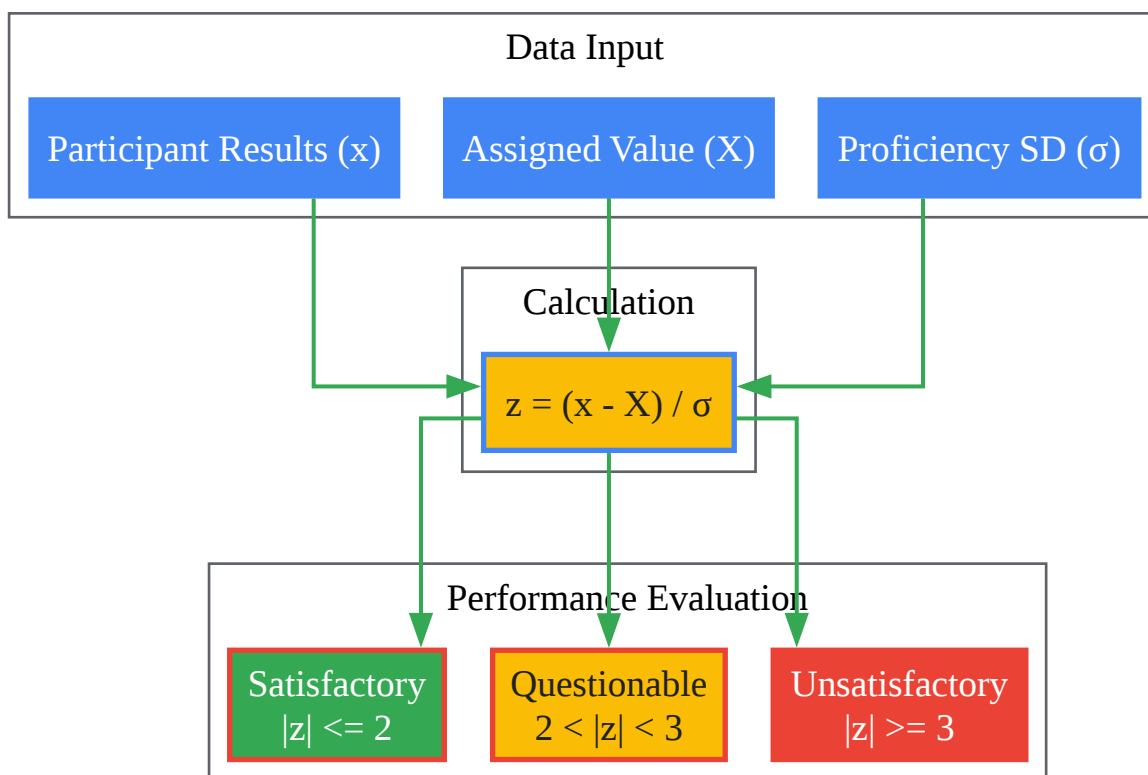 Data Input
Participant Results (x)
Assigned Value (X)
Proficiency SD (σ)
Calculation
z = (x - X) / σ
Performance Evaluation
Satisfactory
|z| <= 2
Questionable
2 < |z| < 3
Unsatisfactory
|z| >= 3